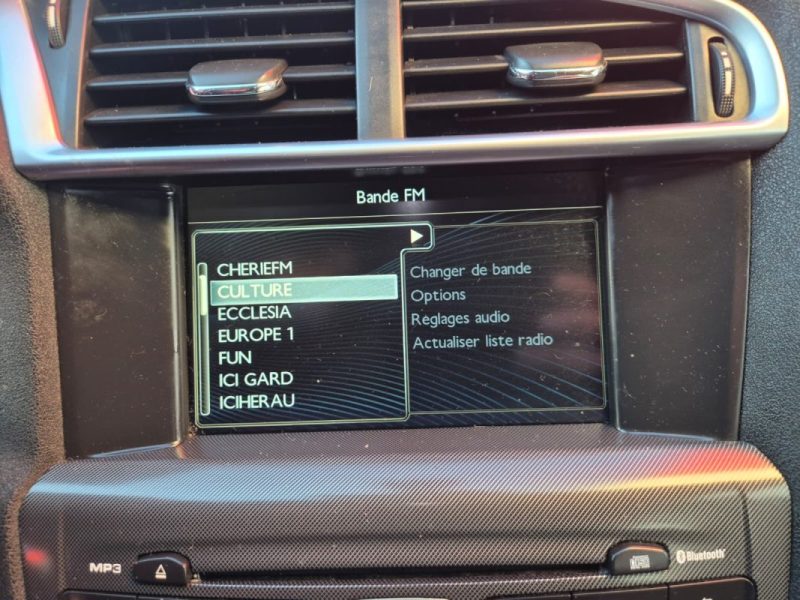 Bande FM
CHERIEFM
CULTURE
ECCLESIA
EUROPE 1
FUN
ICI GARD
ICIHERAU
Changer de bande
Options
Réglages audio
Actualiser liste radio
MP3
Bluetooth